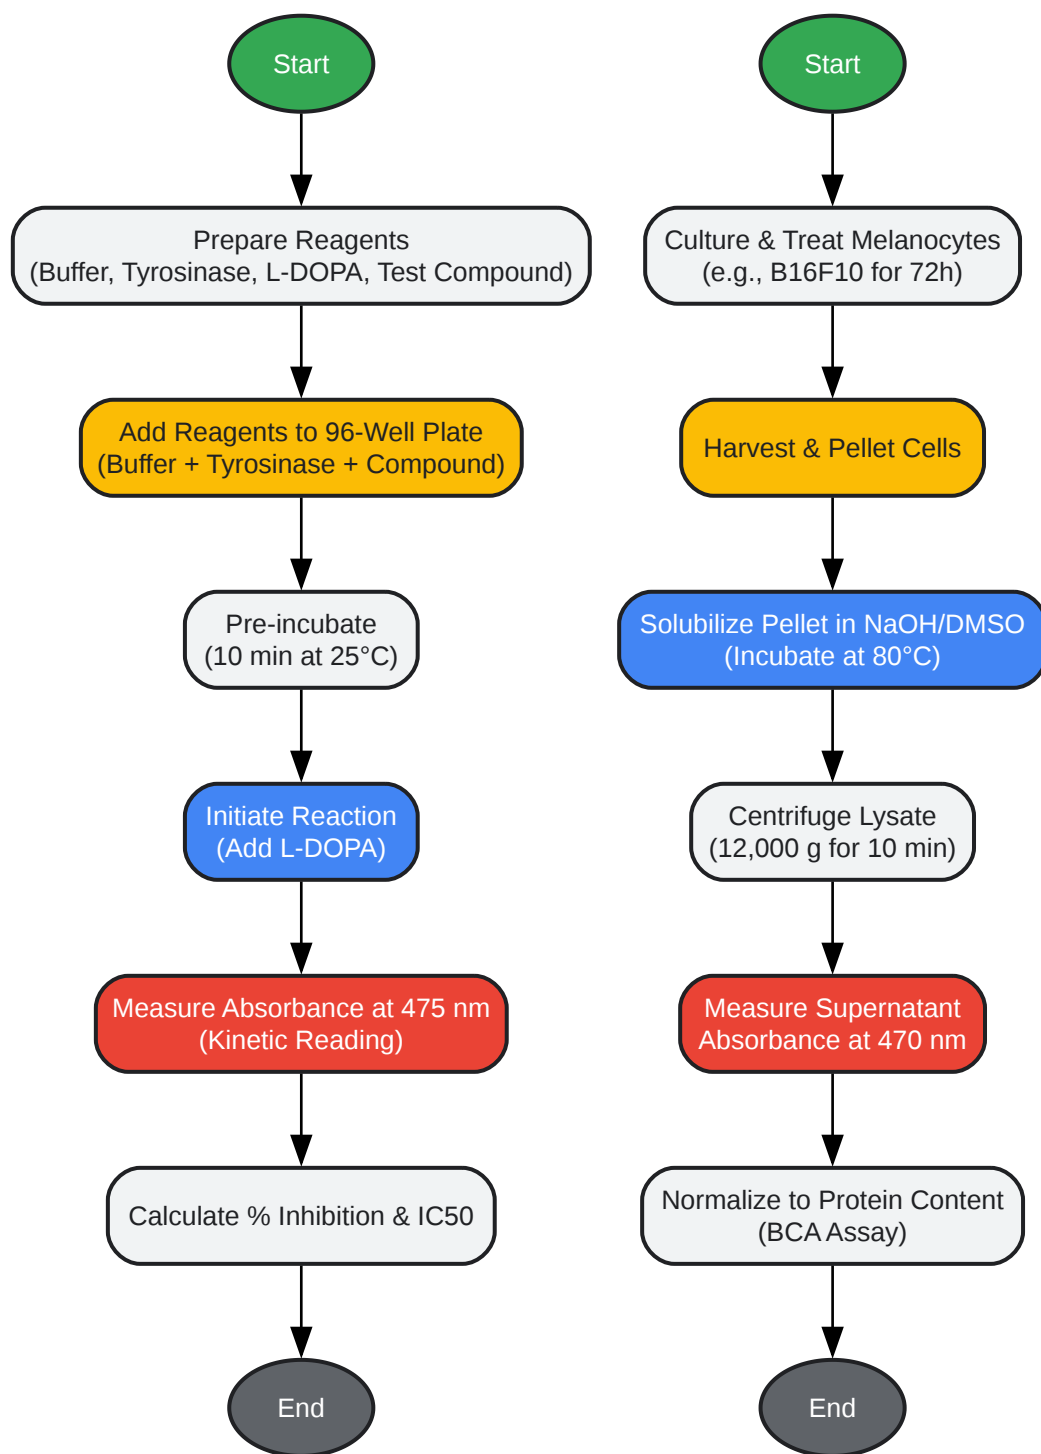 Start
Prepare Reagents
(Buffer, Tyrosinase, L-DOPA, Test Compound)
Add Reagents to 96-Well Plate
(Buffer + Tyrosinase + Compound)
Pre-incubate
(10 min at 25°C)
Initiate Reaction
(Add L-DOPA)
Measure Absorbance at 475 nm
(Kinetic Reading)
Calculate % Inhibition & IC50
End
Start
Culture & Treat Melanocytes
(e.g., B16F10 for 72h)
Harvest & Pellet Cells
Solubilize Pellet in NaOH/DMSO
(Incubate at 80°C)
Centrifuge Lysate
(12,000 g for 10 min)
Measure Supernatant
Absorbance at 470 nm
Normalize to Protein Content
(BCA Assay)
End